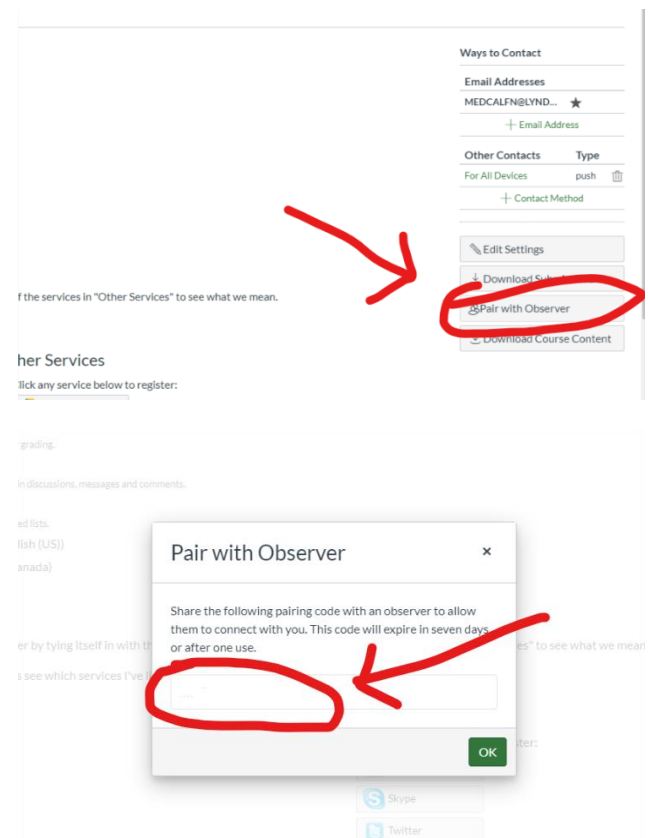 Ways to Contact
Email Addresses
MEDCALFN@LYND... ★
+ Email Address
Other Contacts Type
For All Devices push
+ Contact Method
Edit Settings
Download
f the services in "Other Services" to see what we mean.
Pair with Observer
Download Course Content
her Services
lick any service below to register:
grading.
in discussions, messages and comments.
ed lists.
lish (US))
anada)
Pair with Observer ×
Share the following pairing code with an observer to allow
them to connect with you. This code will expire in seven days
or after one use.
er by tying itself in with th
es" to see what we mean
see which services I've
OK
ter:
Skype
Twitter